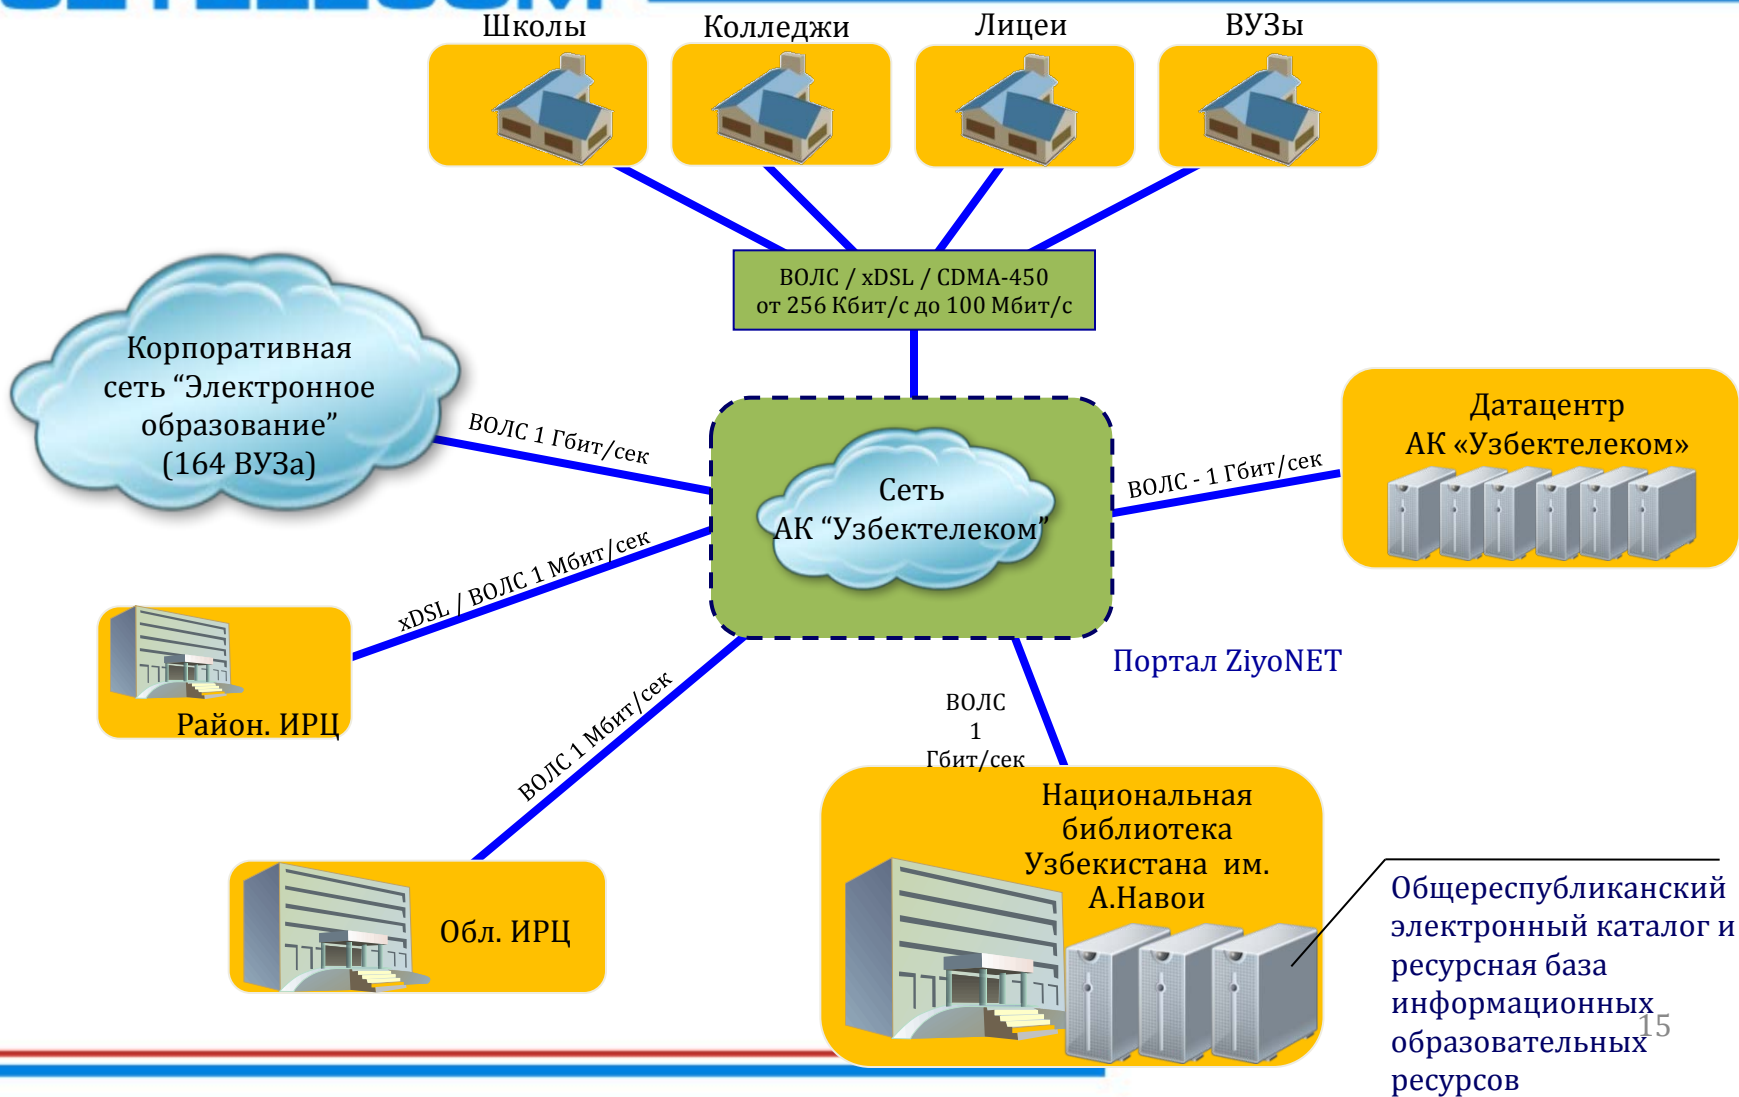 Школы
Колледжи
Лицеи
ВУЗы
ВОЛС / xDSL / CDMA-450
от 256 Кбит/с до 100 Мбит/с
Корпоративная
сеть “Электронное
образование”
(164 ВУЗа)
ВОЛС 1 Гбит/сек
Сеть
АК “Узбектелеком”
ВОЛС - 1 Гбит/сек
Датацентр
АК «Узбектелеком»
xDSL / ВОЛС 1 Мбит/сек
Район. ИРЦ
Портал ZiyoNET
ВОЛС 1 Мбит/сек
Обл. ИРЦ
ВОЛС
1
Гбит/сек
Национальная
библиотека
Узбекистана им.
А.Навои
Общереспубликанский
электронный каталог и
ресурсная база
информационных
образовательных
ресурсов
15